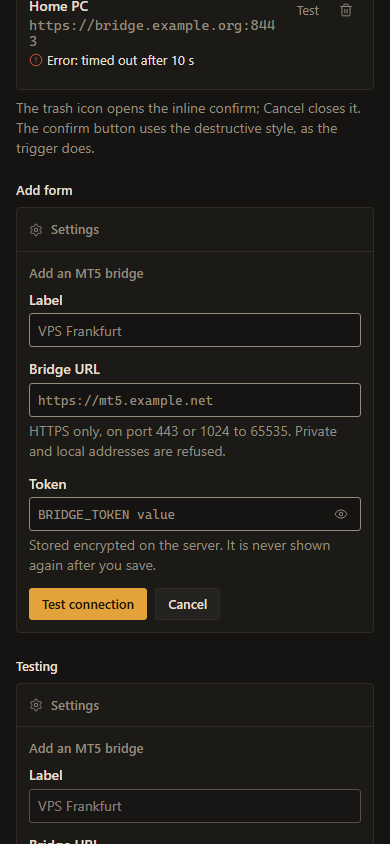 Home PC
Test
https://bridge.example.org:844
3
Error: timed out after 10 s
The trash icon opens the inline confirm; Cancel closes it.
The confirm button uses the destructive style, as the
trigger does.
Add form
Settings
Add an MT5 bridge
Label
VPS Frankfurt
Bridge URL
https://mt5.example.net
HTTPS only, on port 443 or 1024 to 65535. Private
and local addresses are refused.
Token
BRIDGE_TOKEN value
Stored encrypted on the server. It is never shown
again after you save.
Test connection
Cancel
Testing
Settings
Add an MT5 bridge
Label
VPS Frankfurt
Bridge URL